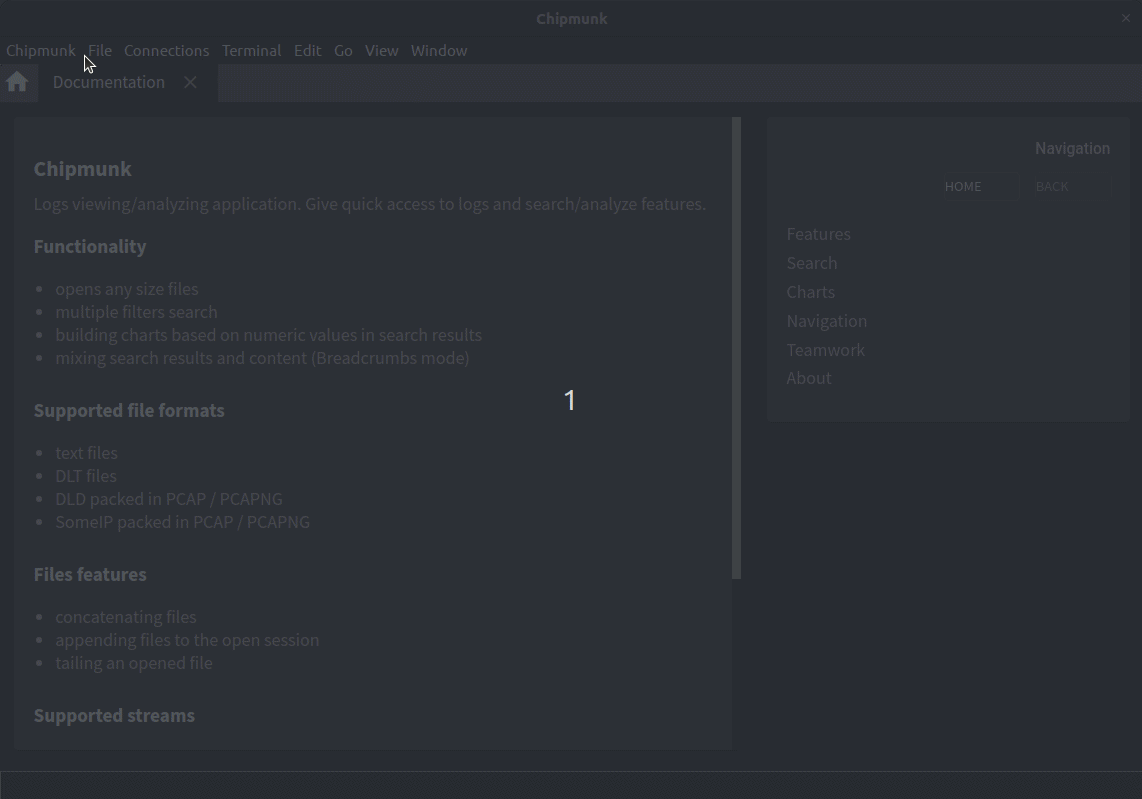 Chipmunk
Chipmunk File Connections Terminal Edit Go View Window
Documentation
Chipmunk
Logs viewing/analyzing application. Give quick access to logs and search/analyze features.
Functionality
opens any size files
multiple filters search
building charts based on numeric values in search results
mixing search results and content (Breadcrumbs mode)
Supported file formats
text files
DLT files
DLD packed in PCAP / PCAPNG
SomeIP packed in PCAP / PCAPNG
Files features
concatenating files
appending files to the open session
tailing an opened file
Supported streams
1
Navigation
HOME BACK
Features
Search
Charts
Navigation
Teamwork
About